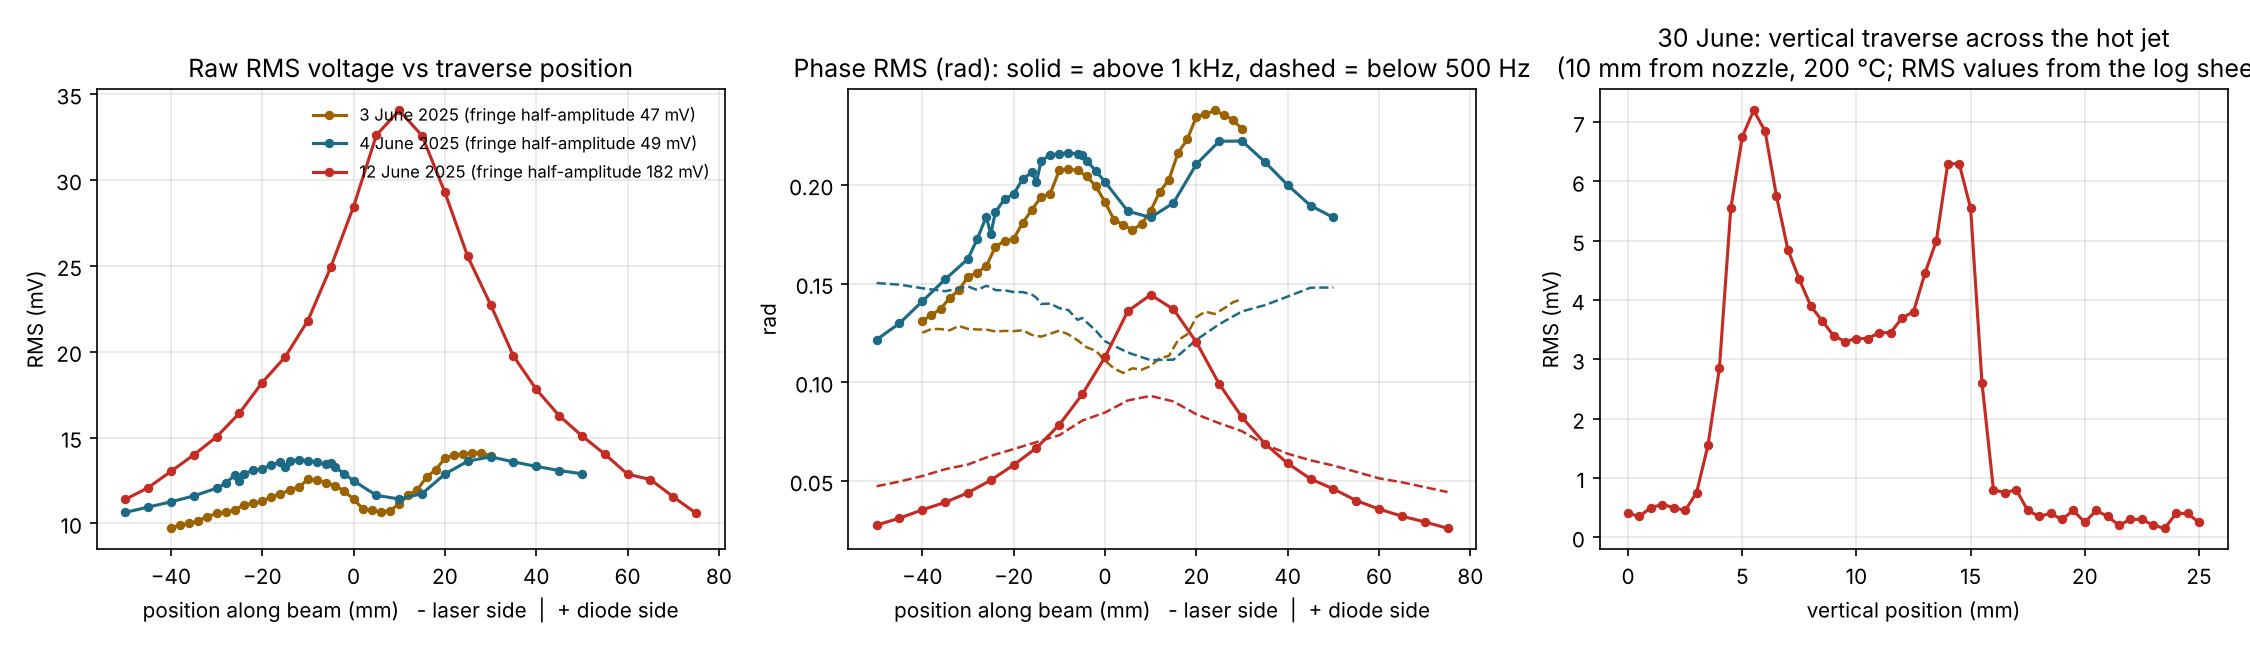 Raw RMS voltage vs traverse position
35
30
25
20
15
10
RMS (mV)
3 June 2025 (fringe half-amplitude 47 mV)
4 June 2025 (fringe half-amplitude 49 mV)
12 June 2025 (fringe half-amplitude 182 mV)
−40 −20 0 20 40 60 80
position along beam (mm) - laser side | + diode side
Phase RMS (rad): solid = above 1 kHz, dashed = below 500 Hz
0.20
0.15
0.10
0.05
rad
−40 −20 0 20 40 60 80
position along beam (mm) - laser side | + diode side
30 June: vertical traverse across the hot jet
(10 mm from nozzle, 200 °C; RMS values from the log shee
7
6
5
4
3
2
1
0
RMS (mV)
0 5 10 15 20 25
vertical position (mm)